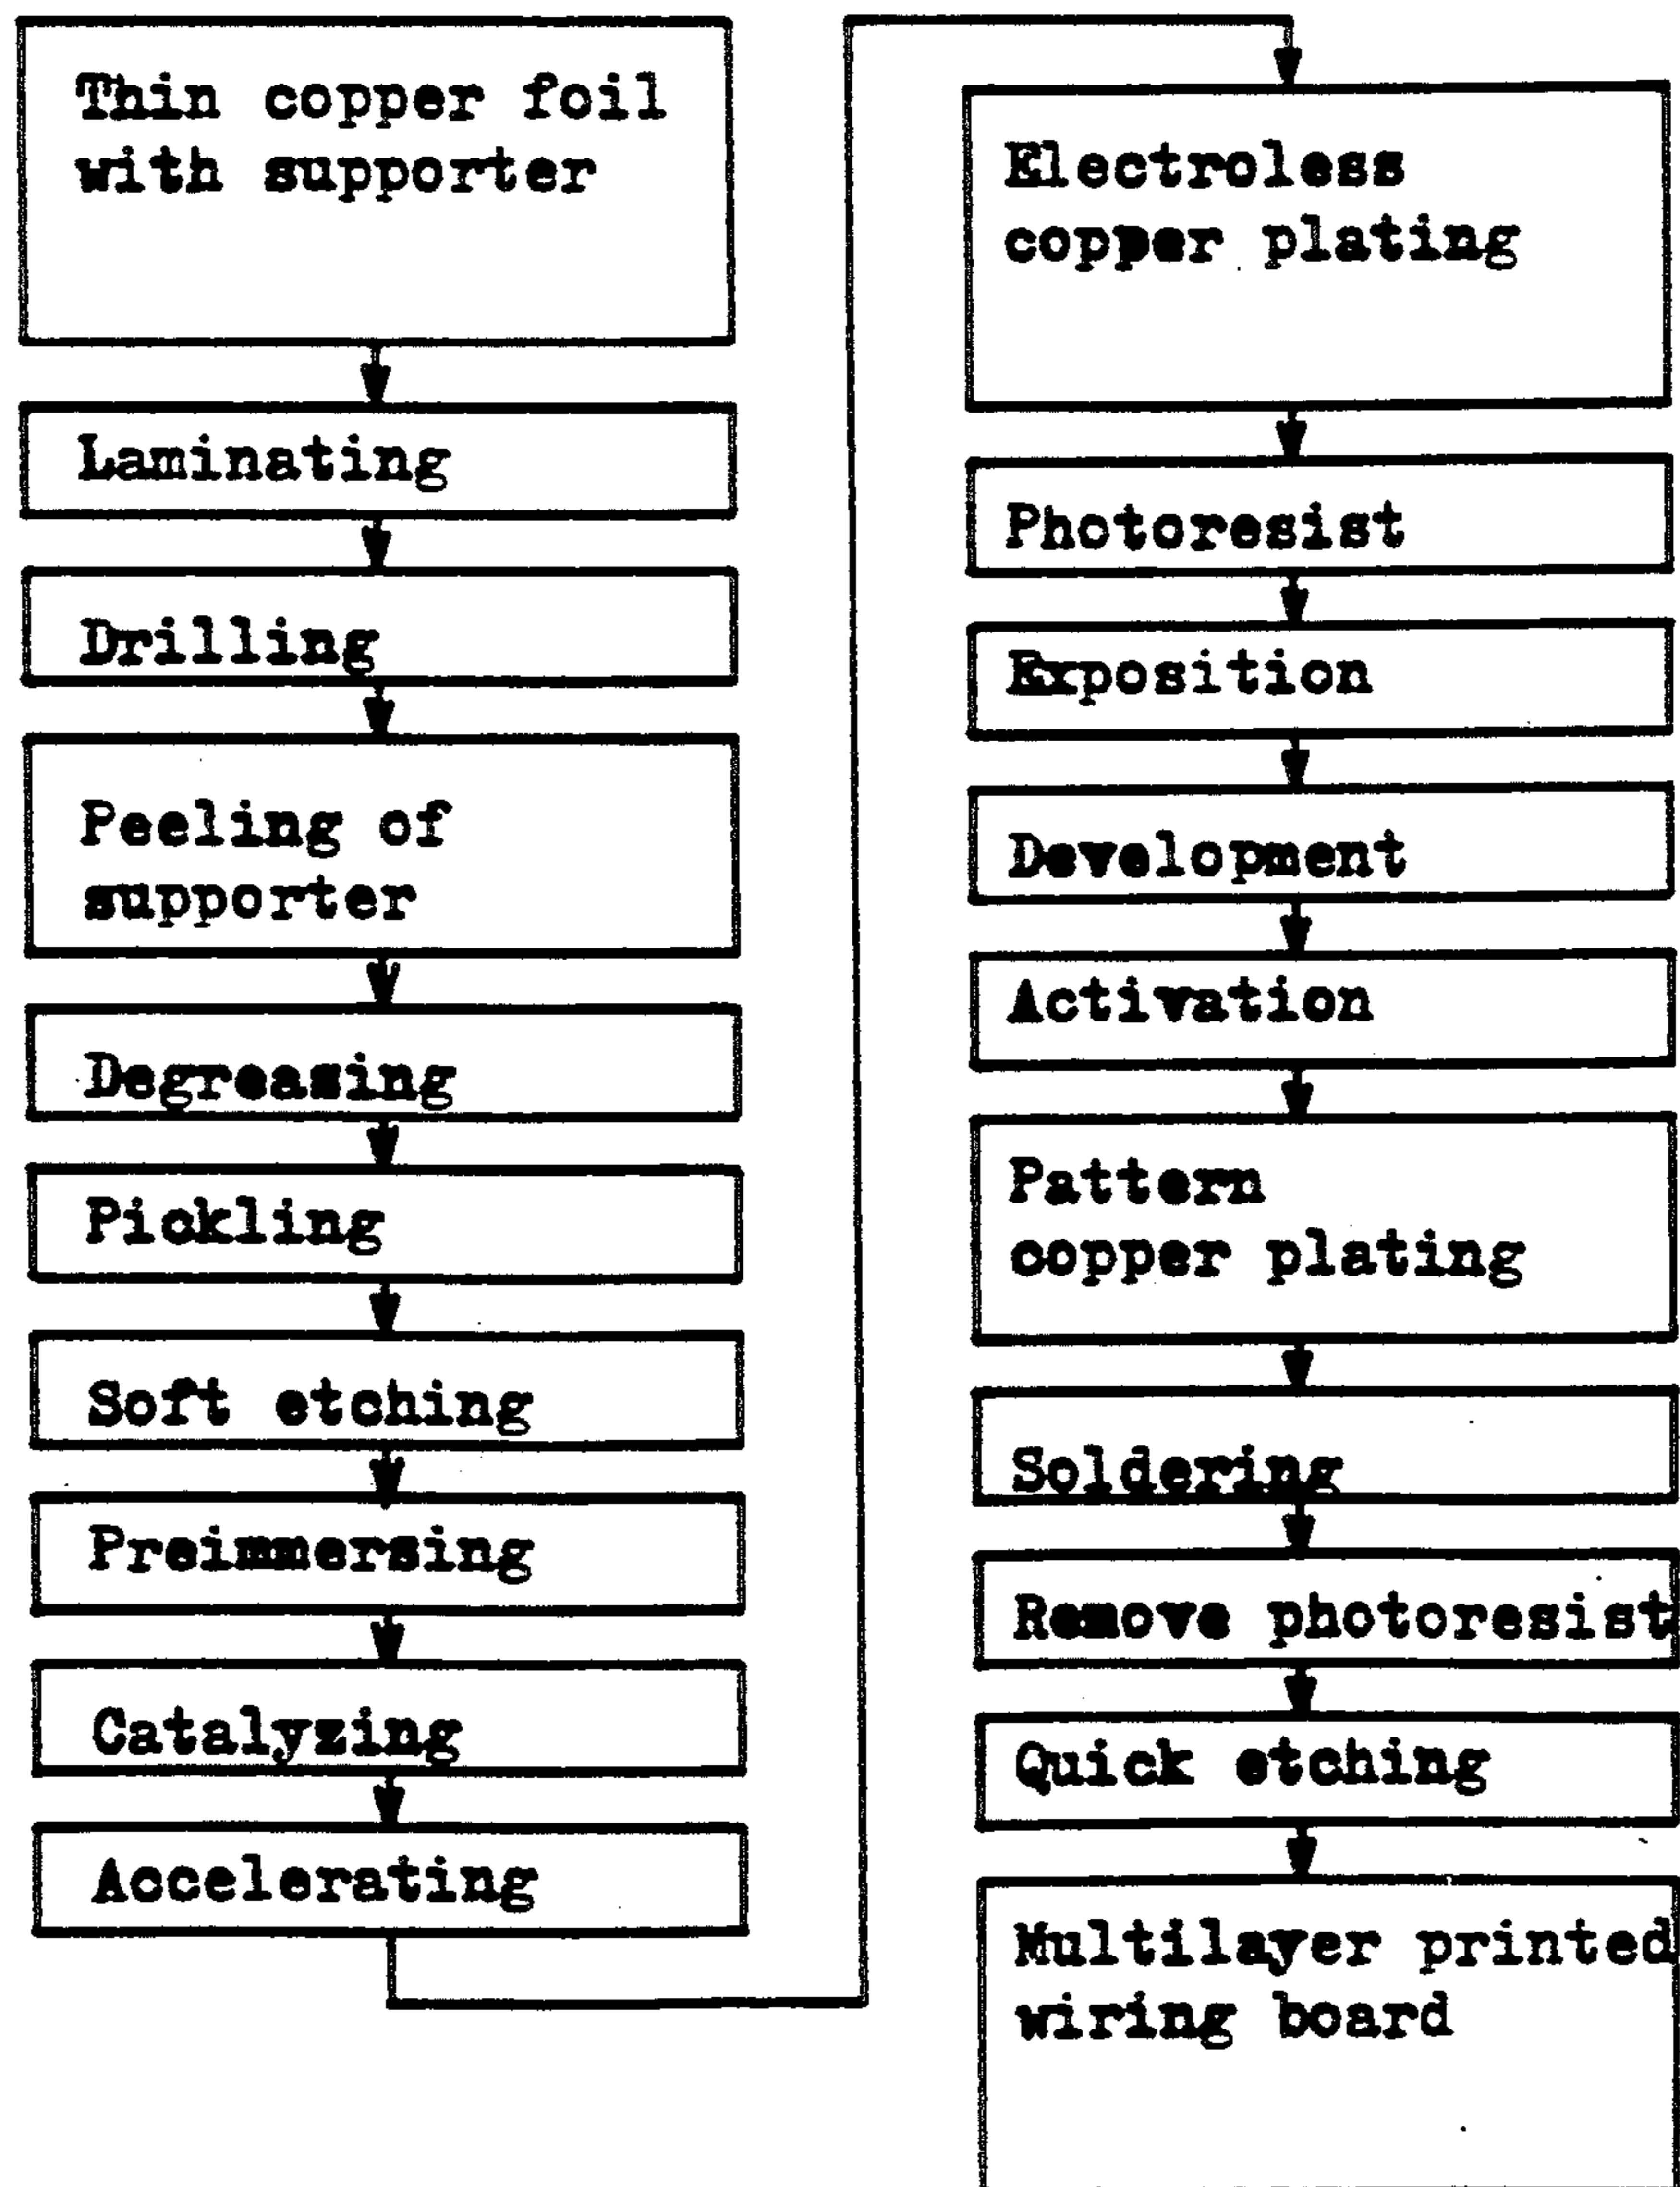 Thin copper foil
with supporter
Laminating
Drilling
Peeling of
supporter
Degreasing
Pickling
Soft etching
Preimmersing
Catalyzing
Accelerating
Electroless
copper plating
Photoresist
Exposition
Development
Activation
Pattern
copper plating
Soldering
Remove photoresist
Quick etching
Multilayer printed
wiring board